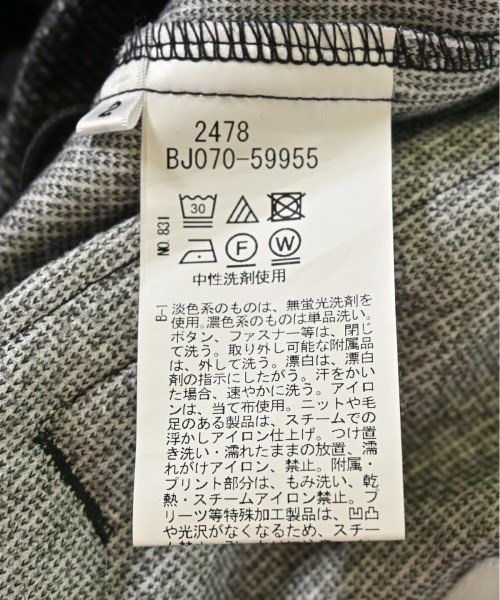 2
2478
BJ070-59955
NO.831
30
F
W
中性洗剤使用
B-1
淡色系のものは、無蛍光洗剤を
使用。濃色系のものは単品洗い。
ボタン、ファスナー等は、閉じ
て洗う。取り外し可能な附属品
は、外して洗う。漂白は、漂白
剤の指示にしたがう。汗をかい
た場合、速やかに洗う。アイロ
ンは、当て布使用。ニットや毛
足のある製品は、スチームでの
浮かしアイロン仕上げ。つけ置
き洗い・濡れたままの放置、濡
れがけアイロン、禁止。附属・
プリント部分は、もみ洗い、乾
熱・スチームアイロン禁止。プ
リーツ等特殊加工製品は、凹凸
や光沢がなくなるため、スチー